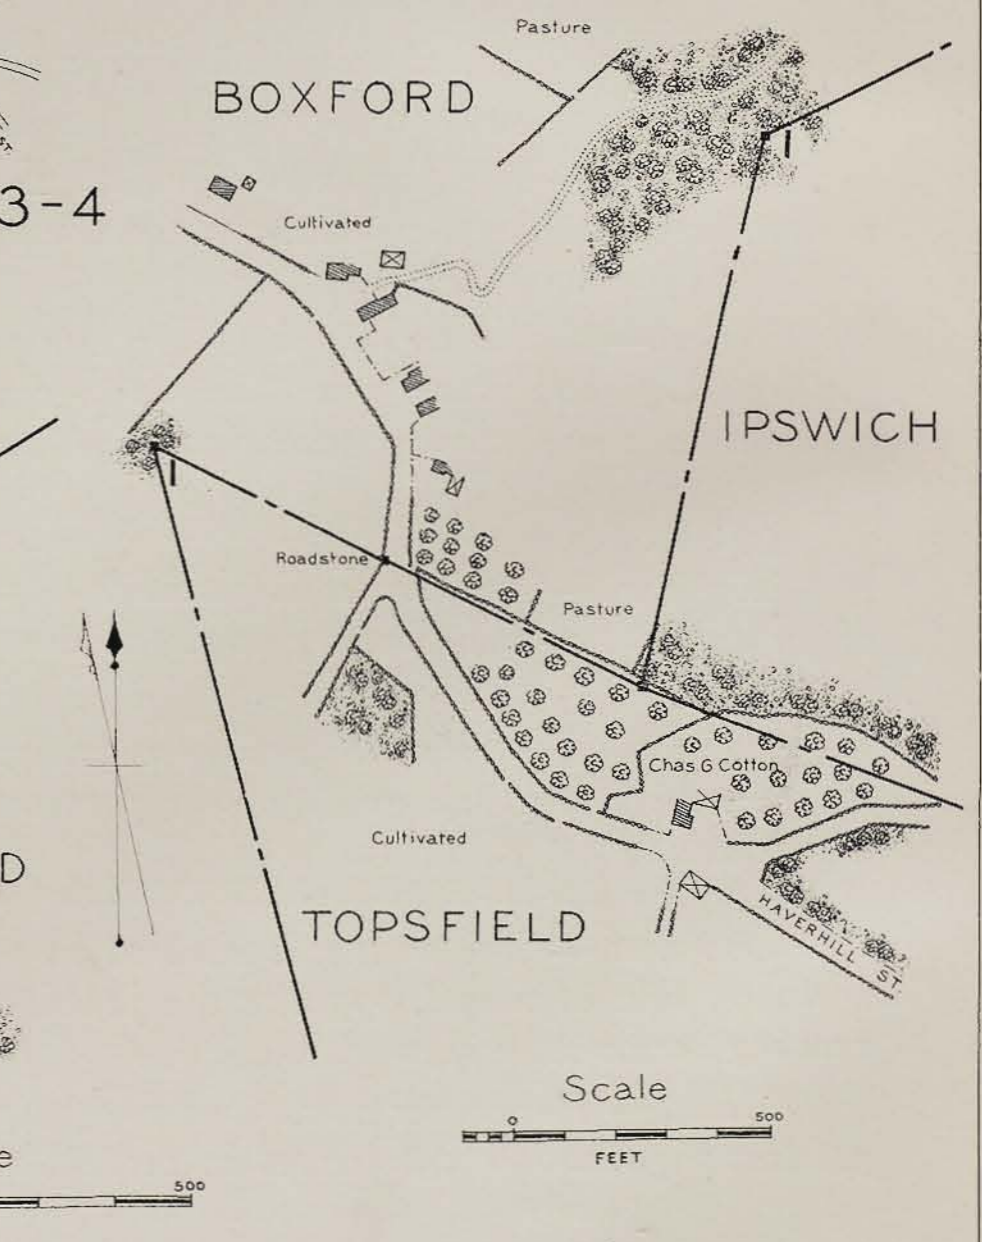 Pasture
BOXFORD
ST
3-4
Cultivated
IPSWICH
I
I
Roadstone
Pasture
Chas G Cotton
Cultivated
D
TOPSFIELD
HAVERHILL ST
Scale
0 500
FEET
e
500